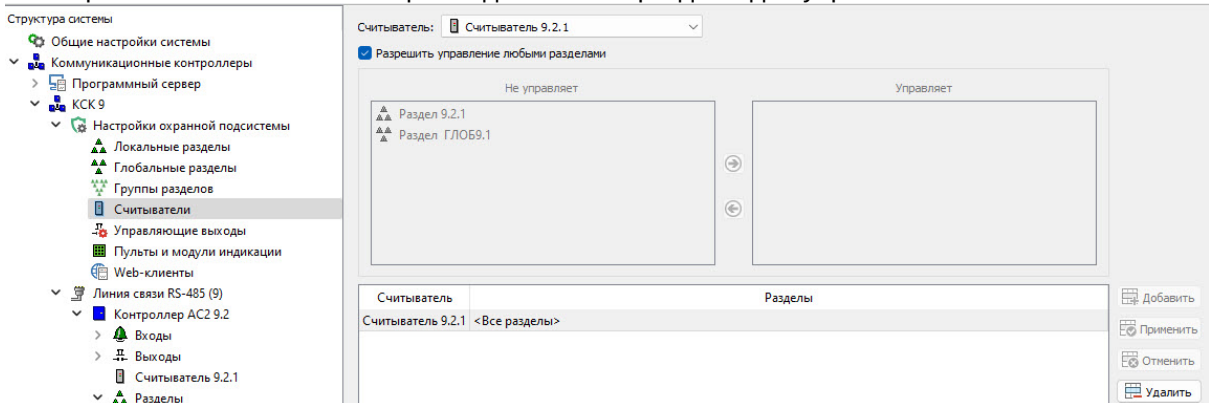 Структура системы
Общие настройки системы
Коммуникационные контроллеры
Программный сервер
КСК 9
Настройки охранной подсистемы
Локальные разделы
Глобальные разделы
Группы разделов
Считыватели
Управляющие выходы
Пульты и модули индикации
Web-клиенты
Линия связи RS-485 (9)
Контроллер AC2 9.2
Входы
Выходы
Считыватель 9.2.1
Разделы
Считыватель: Считыватель 9.2.1
Разрешить управление любыми разделами
Не управляет Управляет
Раздел 9.2.1
Раздел ГЛОБ9.1
Считыватель Разделы
Считыватель 9.2.1 <Все разделы>
Добавить
Применить
Отменить
Удалить